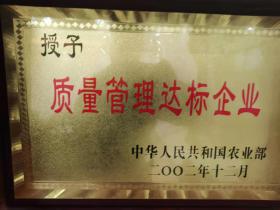 授予
质量管理达标企业
中华人民共和国农业部
二〇〇二年十二月